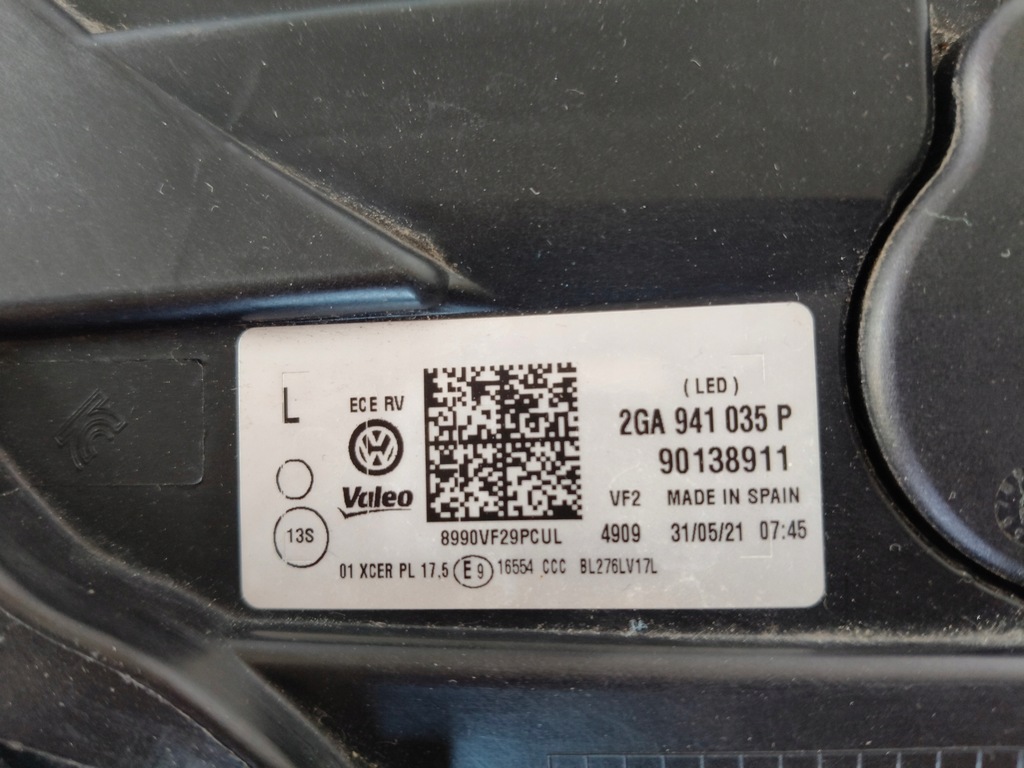 L
ECE RV
(LED)
2GA 941 035 P
90138911
Valeo
VF2 MADE IN SPAIN
13S
8990VF29PCUL 4909 31/05/21 07:45
01 XCER PL 17,5 E9 16554 CCC BL276LV17L